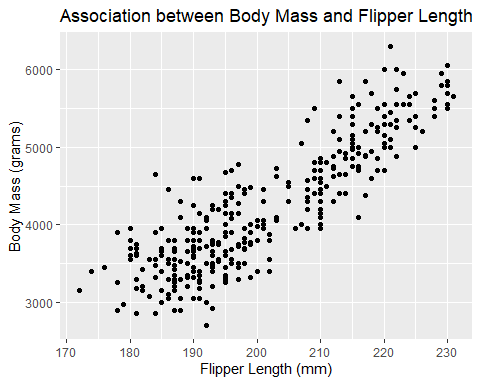 Association between Body Mass and Flipper Length
Body Mass (grams)
6000
5000
4000
3000
170 180 190 200 210 220 230
Flipper Length (mm)